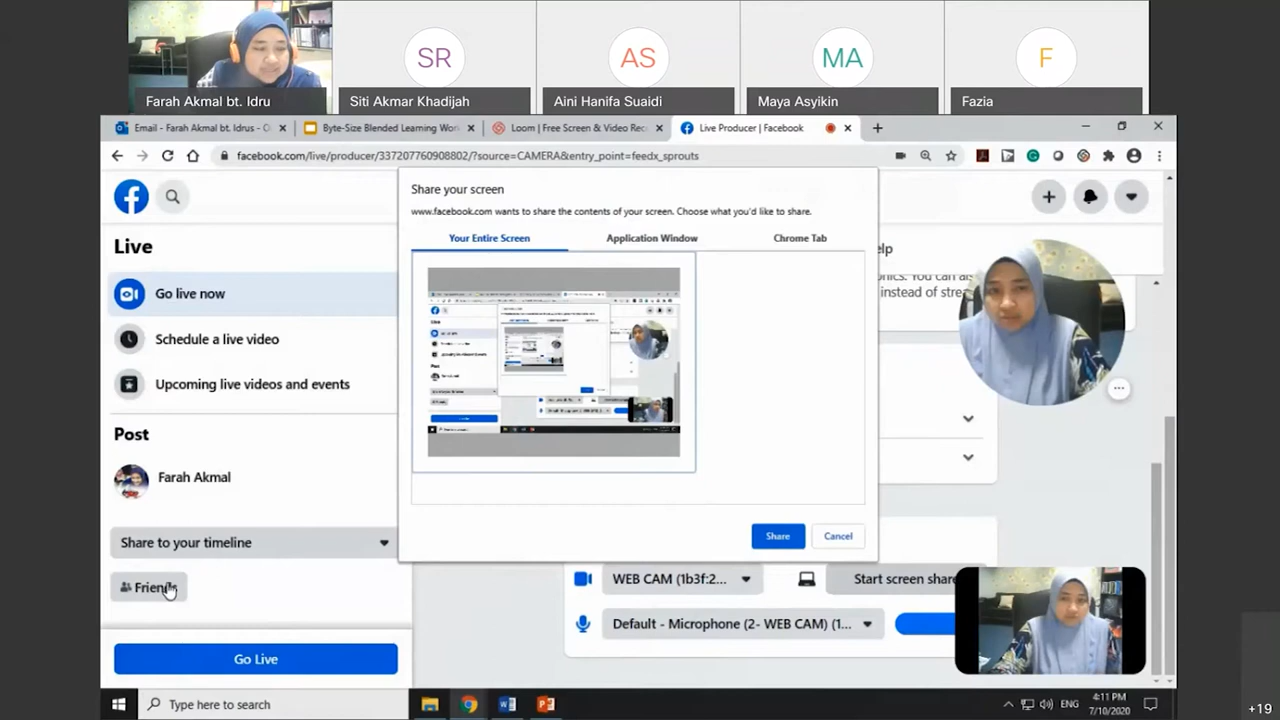 SR
AS
MA
F
Farah Akmal bt. Idru
Siti Akmar Khadijah
Aini Hanifa Suaidi
Maya Asyikin
Fazia
Email - Farah Akmal bt. Idrus - O
Byte-Size Blended Learning Wor
Loom | Free Screen & Video Rec
Live Producer | Facebook
facebook.com/live/producer/337207760908802/?source=CAMERA&entry_point=feedx_sprouts
Share your screen
www.facebook.com wants to share the contents of your screen. Choose what you'd like to share.
Your Entire Screen
Application Window
Chrome Tab
Live
elp
Go live now
onics. You can al
instead of strea
Schedule a live video
Upcoming live videos and events
Post
Farah Akmal
Share to your timeline
Share
Cancel
Friends
WEB CAM (1b3f:2...
Start screen share
Default - Microphone (2- WEB CAM) (1...
Go Live
Type here to search
ENG
4:11 PM
7/10/2020
+19